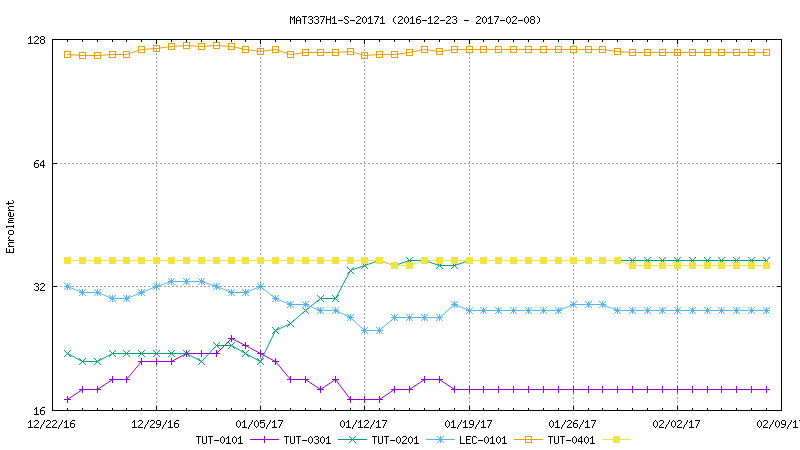 MAT337H1-S-20171 (2016-12-23 - 2017-02-08)
128
64
Enrolment
32
16
12/22/16 12/29/16 01/05/17 01/12/17 01/19/17 01/26/17 02/02/17 02/09/17
TUT-0101 TUT-0301 TUT-0201 LEC-0101 TUT-0401